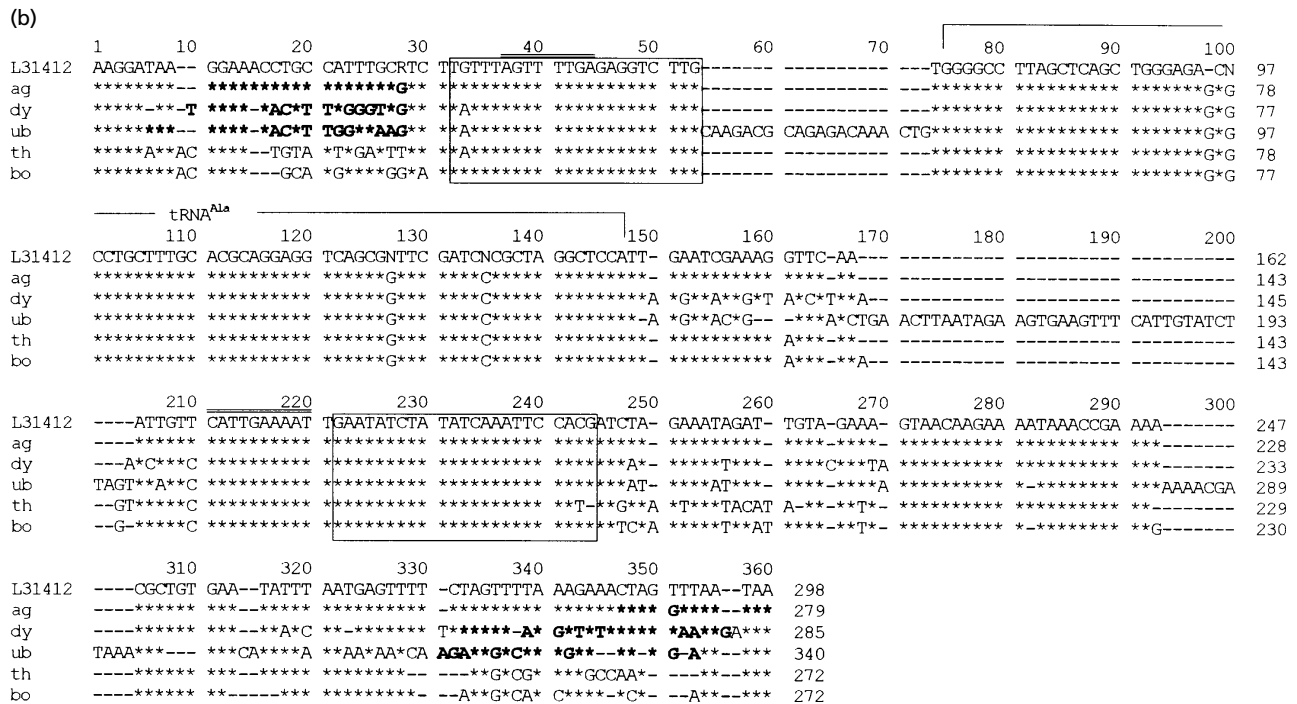 (b)
1 10 20 30 40 50 60 70 80 90 100
L31412 AAGGATAA-- GGAAACCTGC CATTTGCRTC TTGTTTAGTT TTGAGAGGTC TTG------- ---------- ---TGGGGCC TTAGCTCAGC TGGGAGA-CN 97
ag ********-- ********** ********G* ********** ********** ***------- ---------- ---******* ********** *******G*G 78
dy *****-**-T ****-*AC*T T*GGGT*G** ***A****** ********** ***------- ---------- ---******* ********** *******G*G 77
ub ********-- ****-*AC*T TGG**AAG** ***A****** ********** ***CAAGACG CAGAGACAAA CTG******* ********** *******G*G 97
th *****A**AC ****--TGTA *T*GA*TT** ***A****** ********** ***------- ---------- ---******* ********** *******G*G 78
bo ********AC ****---GCA *G***GG*A* ********** ********** ***------- ---------- ---******* ********** *******G*G 77
tRNAAla
110 120 130 140 150 160 170 180 190 200
L31412 CCTGCTTTGC ACGCAGGAGG TCAGCGNTTC GATCNCGCTA GGCTCCATT- GAATCGAAAG GTTC-AA--- ---------- ---------- ---------- 162
ag ********** ********** ******G*** ****C***** *********- ********** ****-**--- ---------- ---------- ---------- 143
dy ********** ********** ******G*** ****C***** *********A *G**A**G*T A*C*T**A-- ---------- ---------- ---------- 145
ub ********** ********** ******G*** ****C***** *********-A *G**AC*G-- -***-A*CTGA ACTTAATAGA AGTGAAGTTT CATTGTATCT 193
th ********** ********** ******G*** ****C***** *********- ********** A***-**--- ---------- ---------- ---------- 143
bo ********** ********** ******G*** ****C***** *********- ********** A***-**A-- ---------- ---------- ---------- 143
210 220 230 240 250 260 270 280 290 300
L31412 ----ATTGTT CATTGAAAAT TGAATATCTA TATCAAATTC CACGATCTA- GAAATAGATT TGTA-GAAA- GTAACAAGAA AATAAACCGA AAA------- 247
ag ----****** ********** ********** ********** *********- ********** ****-****- ********** ********** ***------- 228
dy ---*A*C***C ********** ********** ********** *******A*- *****T***- ***C**TA ********** ********** ****------ 233
ub TAGT**A**C ********** ********** ********** *******AT- ****AT***- ****-***A ********** ********** ***AAAACGA 289
th --GT*****C ********** ********** ********** ***T-*G**A *T***TACAT A--**T*- ********** ********** ***------- 229
bo --G-*****C ********** ********** ********** ******TC*A ****T**AT* ****-**T*- ********** ***-****** ***G------ 230
310 320 330 340 350 360
L31412 ----CGCTGT GAA--TATTT AATGAGTTTT -CTAGTTTTA AAGAAACTAG TTTAA-TAA 298
ag ----****** ***--***** ********** -********* ********** G****--*** 279
dy ----****** ***--**A*C **-******* T******-A* G*T*T***** *AA**GA*** 285
ub TAAA****** ***CA****A *AA*AA*CA AGA**G*C** *G**--**-* G-A**** 340
th ----****** ***--***** ********-- --**G*CG** ***GCCAA*- --***-*** 272
bo ----****** **----**** ********** -A**G*CA* C****--*C** --**A**-*** 272